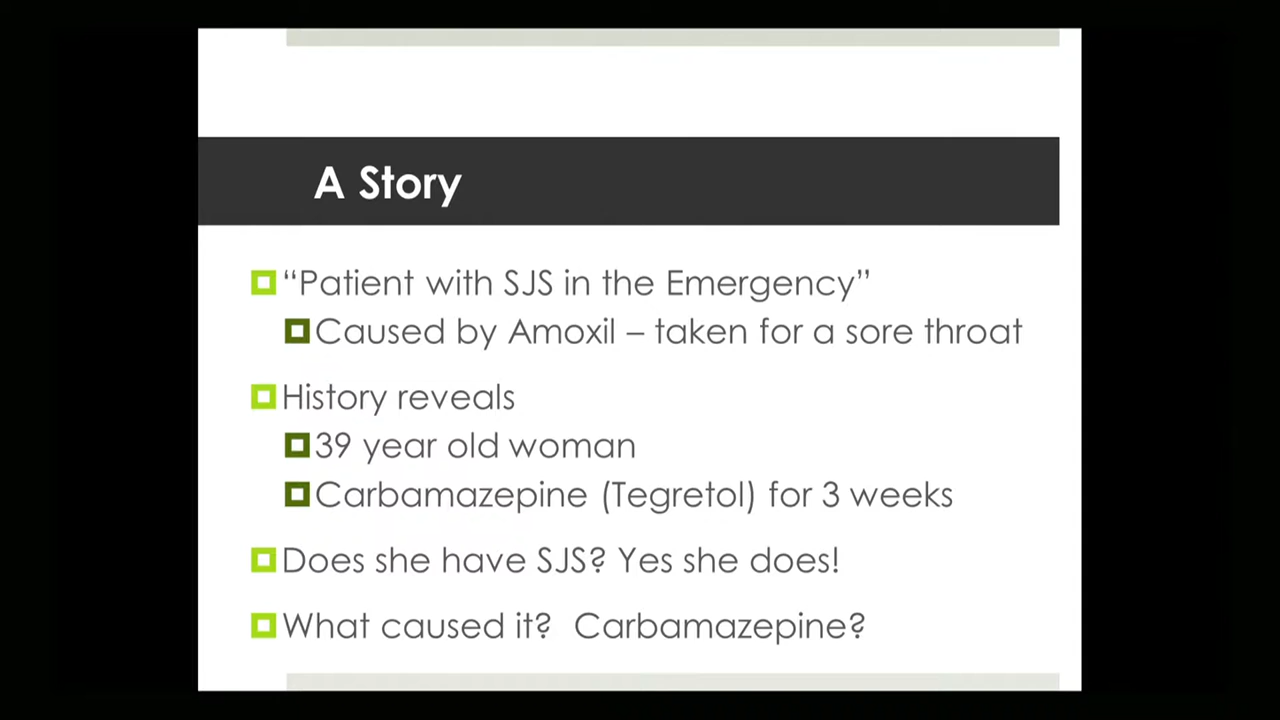 A Story
“Patient with SJS in the Emergency”
Caused by Amoxil – taken for a sore throat
History reveals
39 year old woman
Carbamazepine (Tegretol) for 3 weeks
Does she have SJS? Yes she does!
What caused it?  Carbamazepine?